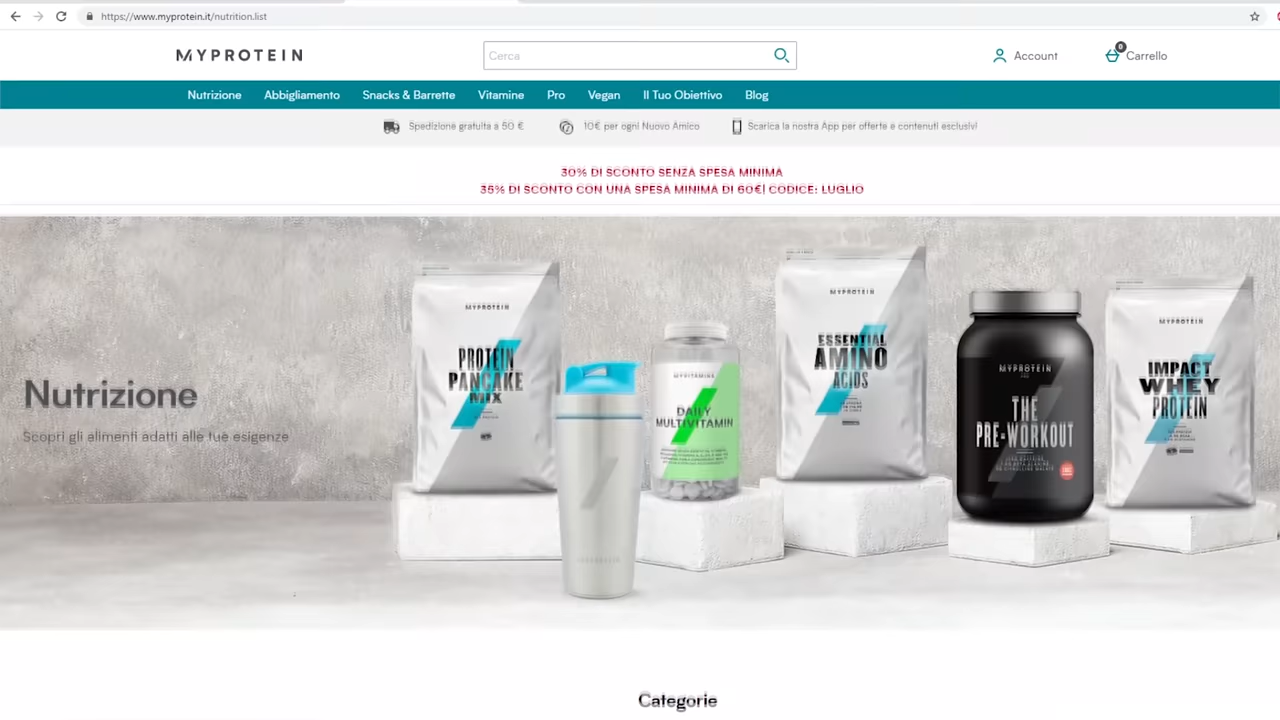 https://www.myprotein.it/nutrition.list
MYPROTEIN
Cerca
Account
0
Carrello
Nutrizione Abbigliamento Snacks & Barrette Vitamine Pro Vegan Il Tuo Obiettivo Blog
Spedizione gratuita a 50 € 10€ per ogni Nuovo Amico Scarica la nostra App per offerte e contenuti esclusivi
30% DI SCONTO SENZA SPESA MINIMA
35% DI SCONTO CON UNA SPESA MINIMA DI 60€| CODICE: LUGLIO
Nutrizione
Scopri gli alimenti adatti alle tue esigenze
MYPROTEIN
PROTEIN
PANCAKE
MIX
MYVITAMINS
DAILY
MULTIVITAMIN
MYPROTEIN
ESSENTIAL
AMINO
ACIDS
MYPROTEIN
THE
PRE-WORKOUT
MYPROTEIN
IMPACT
WHEY
PROTEIN
Categorie